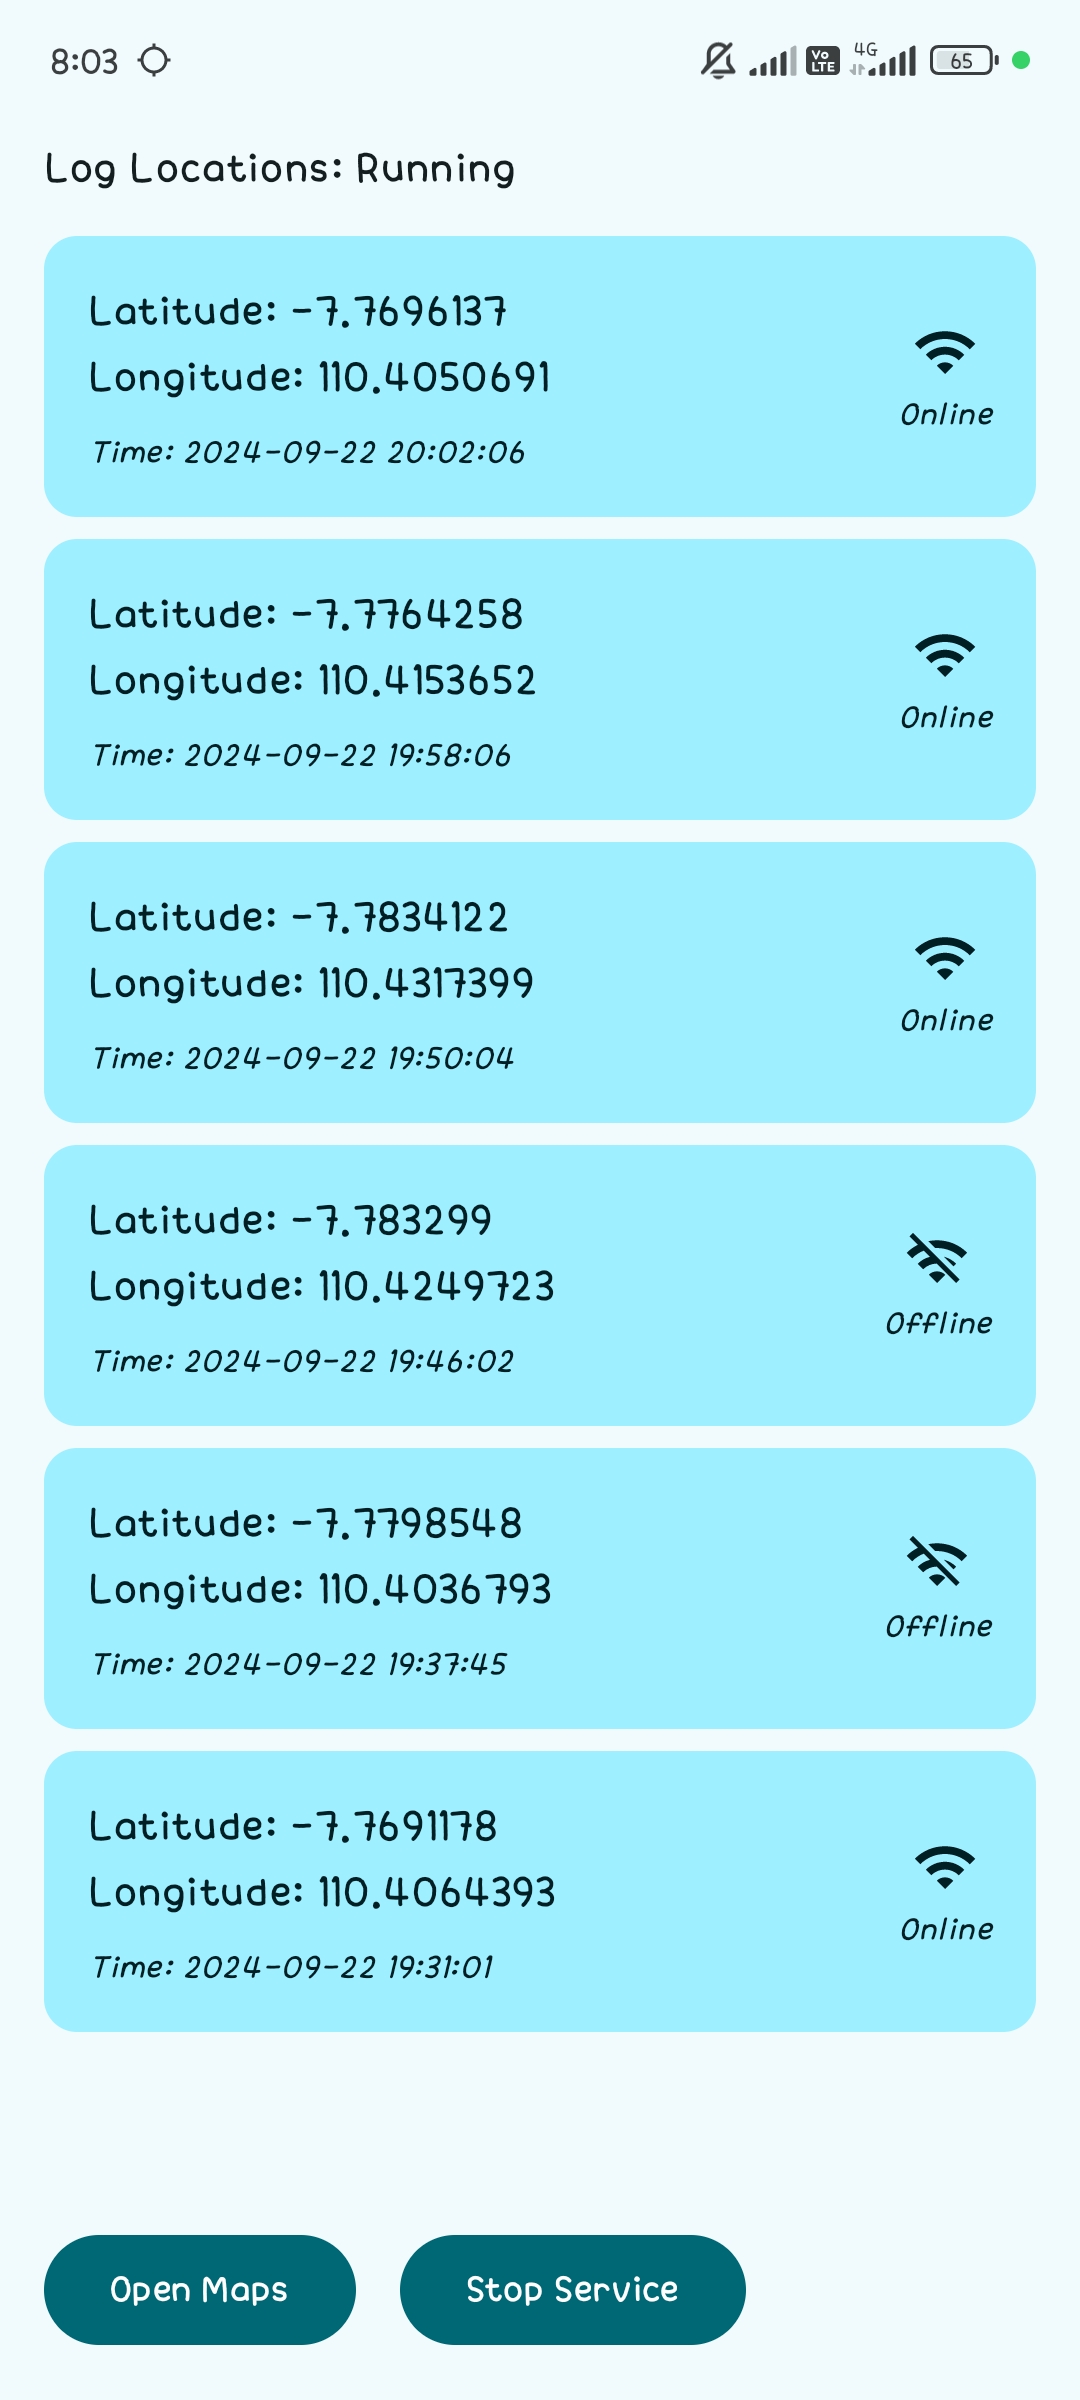 8:03
Vo LTE
4G
65
Log Locations: Running
Latitude: -7.7696137
Longitude: 110.4050691
Time: 2024-09-22 20:02:06
Online
Latitude: -7.7764258
Longitude: 110.4153652
Time: 2024-09-22 19:58:06
Online
Latitude: -7.7834122
Longitude: 110.4317399
Time: 2024-09-22 19:50:04
Online
Latitude: -7.783299
Longitude: 110.4249723
Time: 2024-09-22 19:46:02
Offline
Latitude: -7.7798548
Longitude: 110.4036793
Time: 2024-09-22 19:37:45
Offline
Latitude: -7.7691178
Longitude: 110.4064393
Time: 2024-09-22 19:31:01
Online
Open Maps
Stop Service